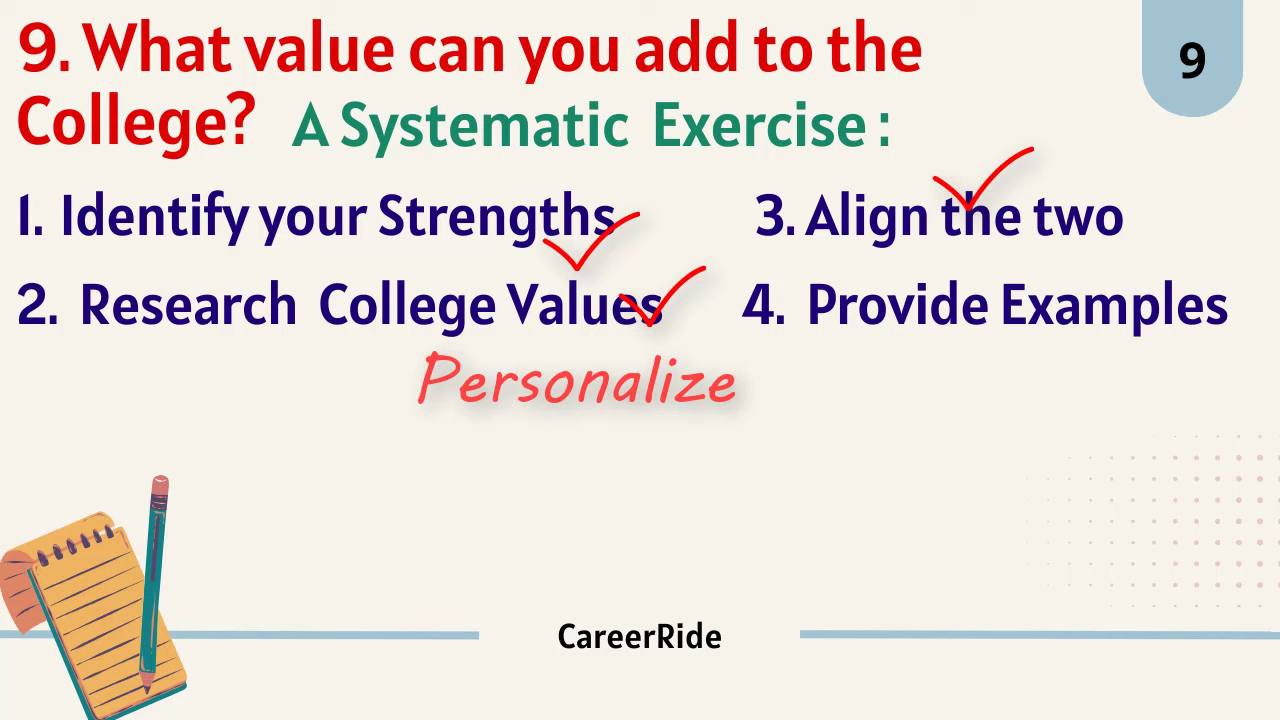 9. What value can you add to the
College? A Systematic Exercise :
9
1. Identify your Strengths
2. Research College Values
3. Align the two
4. Provide Examples
Personalize
CareerRide